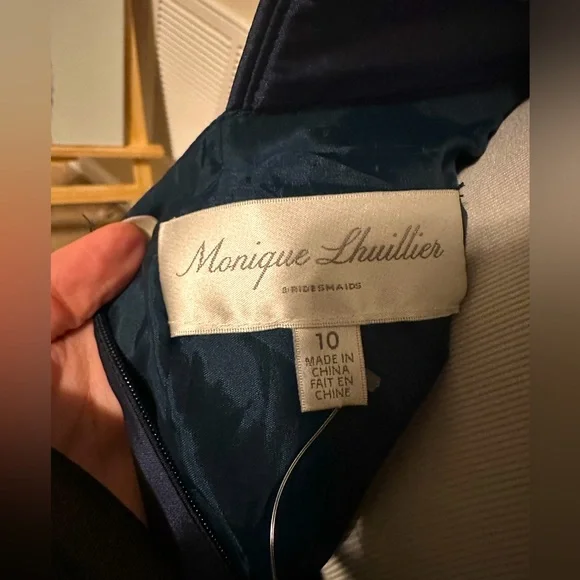 Monique Lhuillier
BRIDESMAIDS
10
MADE IN
CHINA
FAIT EN
CHINE